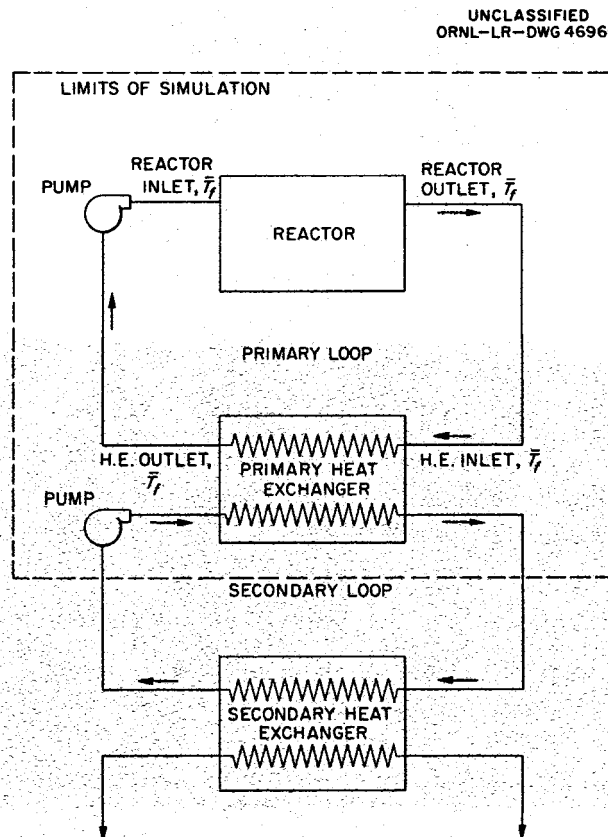 UNCLASSIFIED
ORNL-LR-DWG 4696
LIMITS OF SIMULATION
REACTOR
INLET, T̄f
REACTOR
OUTLET, T̄f
PUMP
REACTOR
PRIMARY LOOP
H.E. OUTLET,
T̄f
PRIMARY HEAT
EXCHANGER
H.E. INLET, T̄f
PUMP
SECONDARY LOOP
SECONDARY HEAT
EXCHANGER